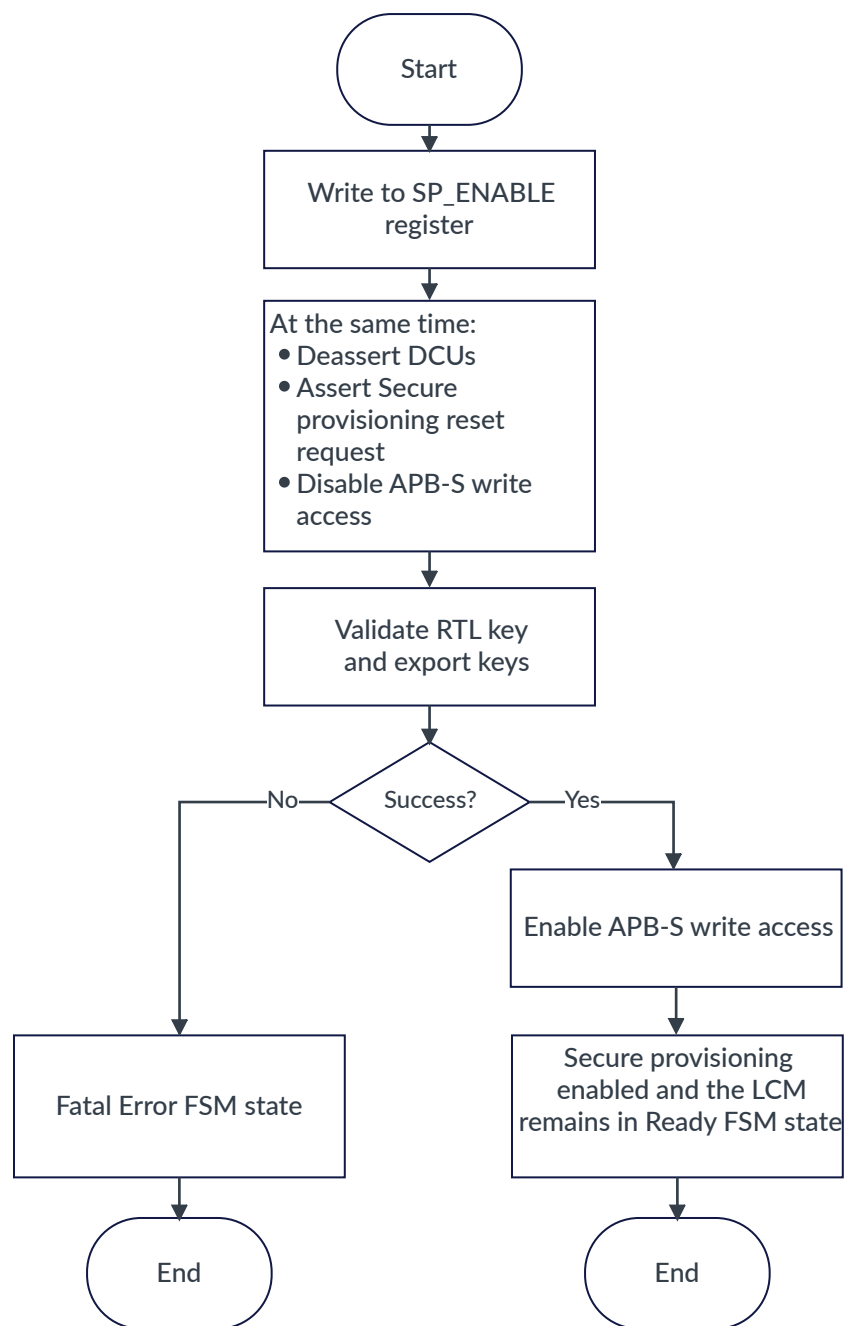 Start
Write to SP_ENABLE
register
At the same time:
● Deassert DCUs
● Assert Secure
provisioning reset
request
● Disable APB-S write
access
Validate RTL key
and export keys
Success?
No
Yes
Enable APB-S write access
Secure provisioning
enabled and the LCM
remains in Ready FSM state
Fatal Error FSM state
End
End